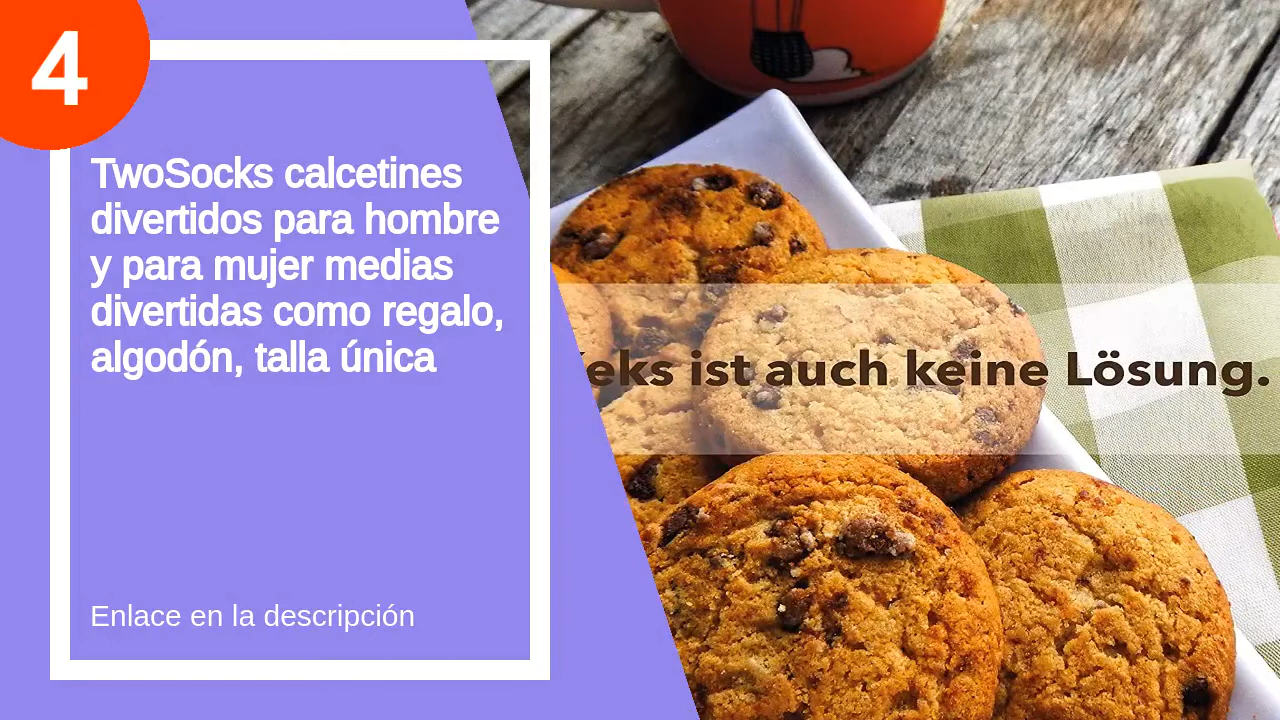 4
TwoSocks calcetines
divertidos para hombre
y para mujer medias
divertidas como regalo,
algodón, talla única
ist auch keine Lösung.
Enlace en la descripción